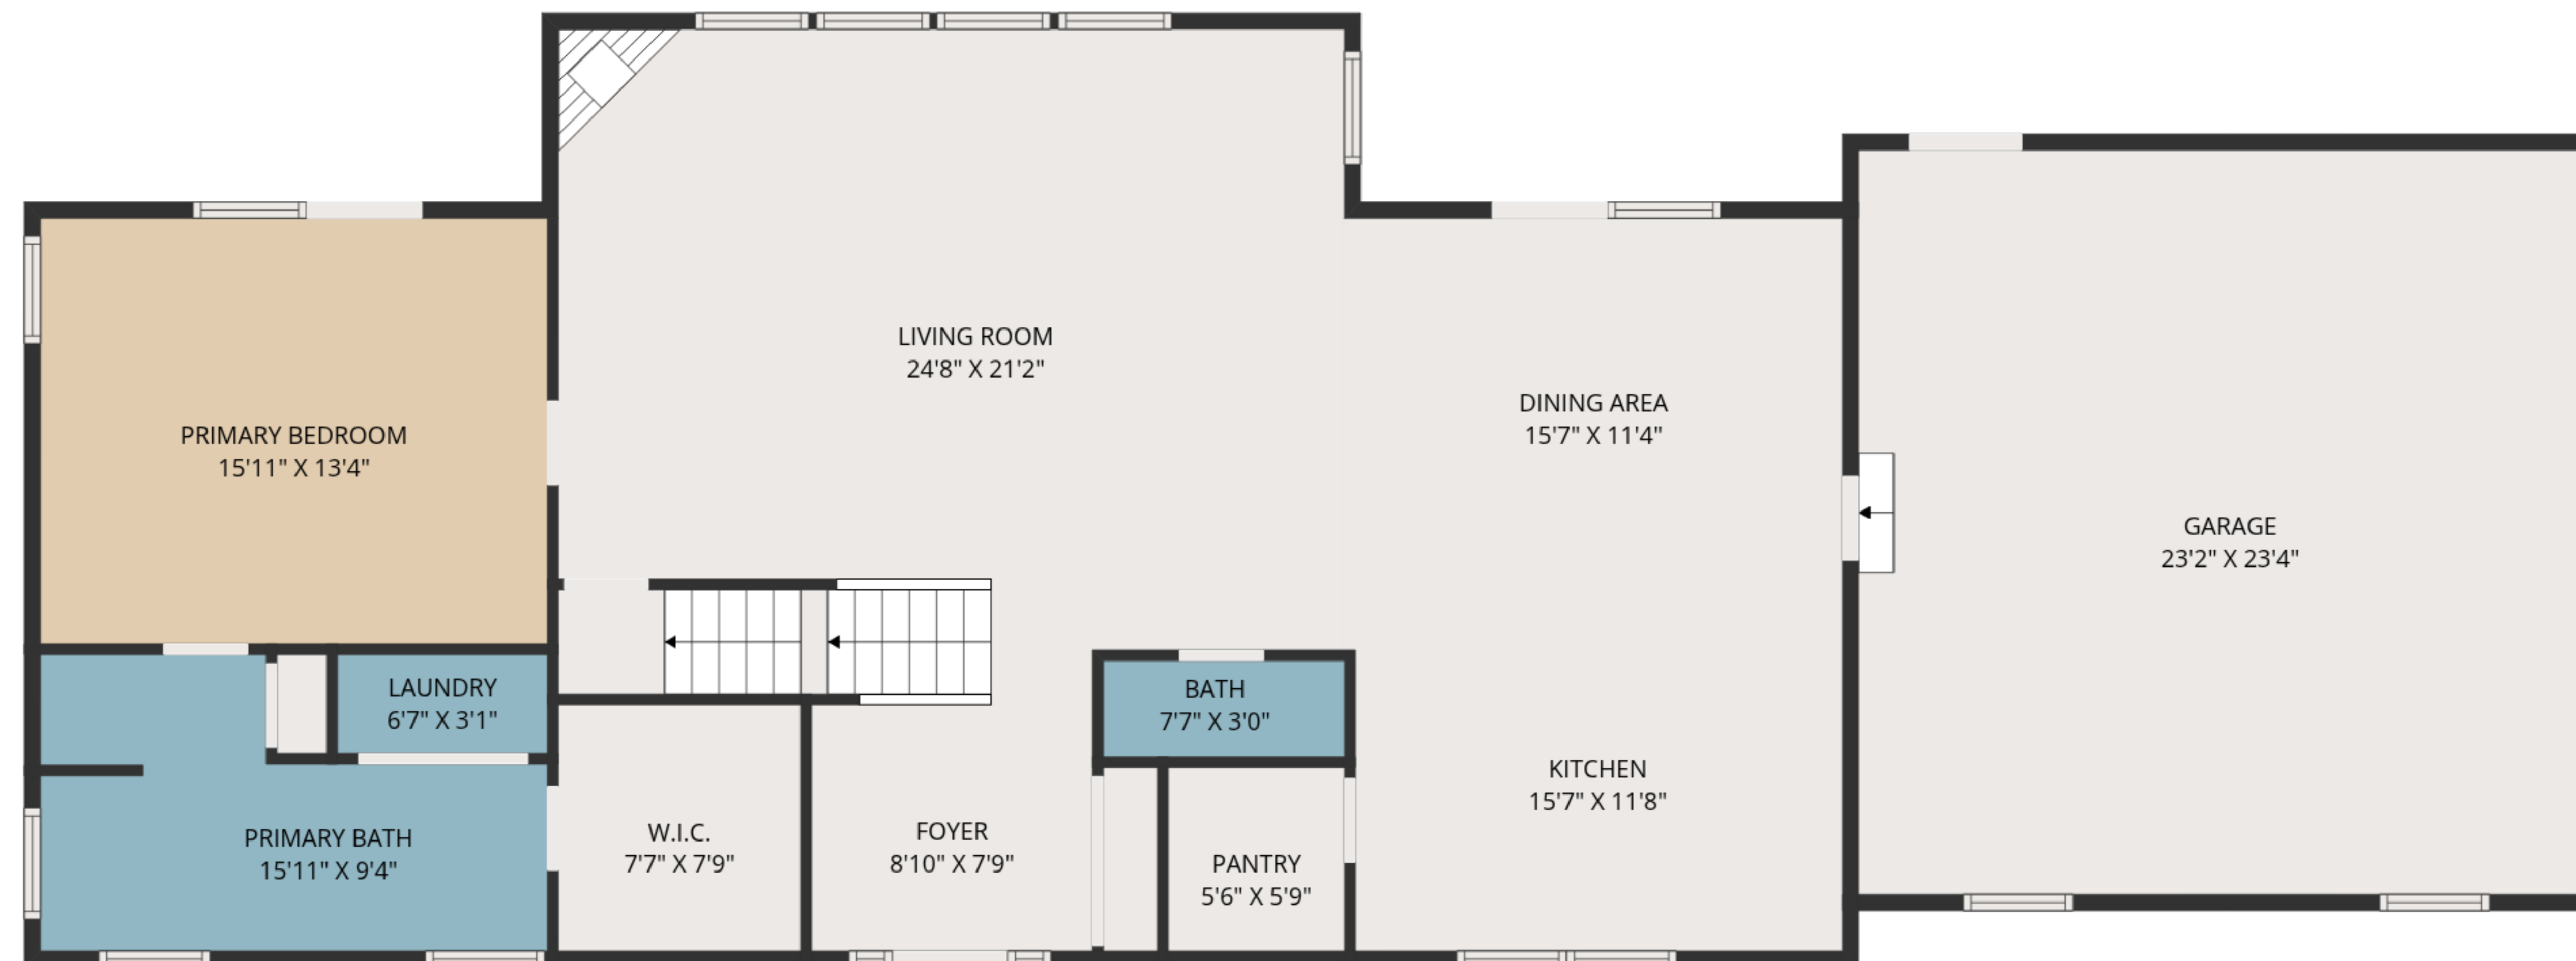 LIVING ROOM
24'8" X 21'2"
DINING AREA
15'7" X 11'4"
PRIMARY BEDROOM
15'11" X 13'4"
GARAGE
23'2" X 23'4"
LAUNDRY
6'7" X 3'1"
BATH
7'7" X 3'0"
KITCHEN
15'7" X 11'8"
PRIMARY BATH
15'11" X 9'4"
W.I.C.
7'7" X 7'9"
FOYER
8'10" X 7'9"
PANTRY
5'6" X 5'9"